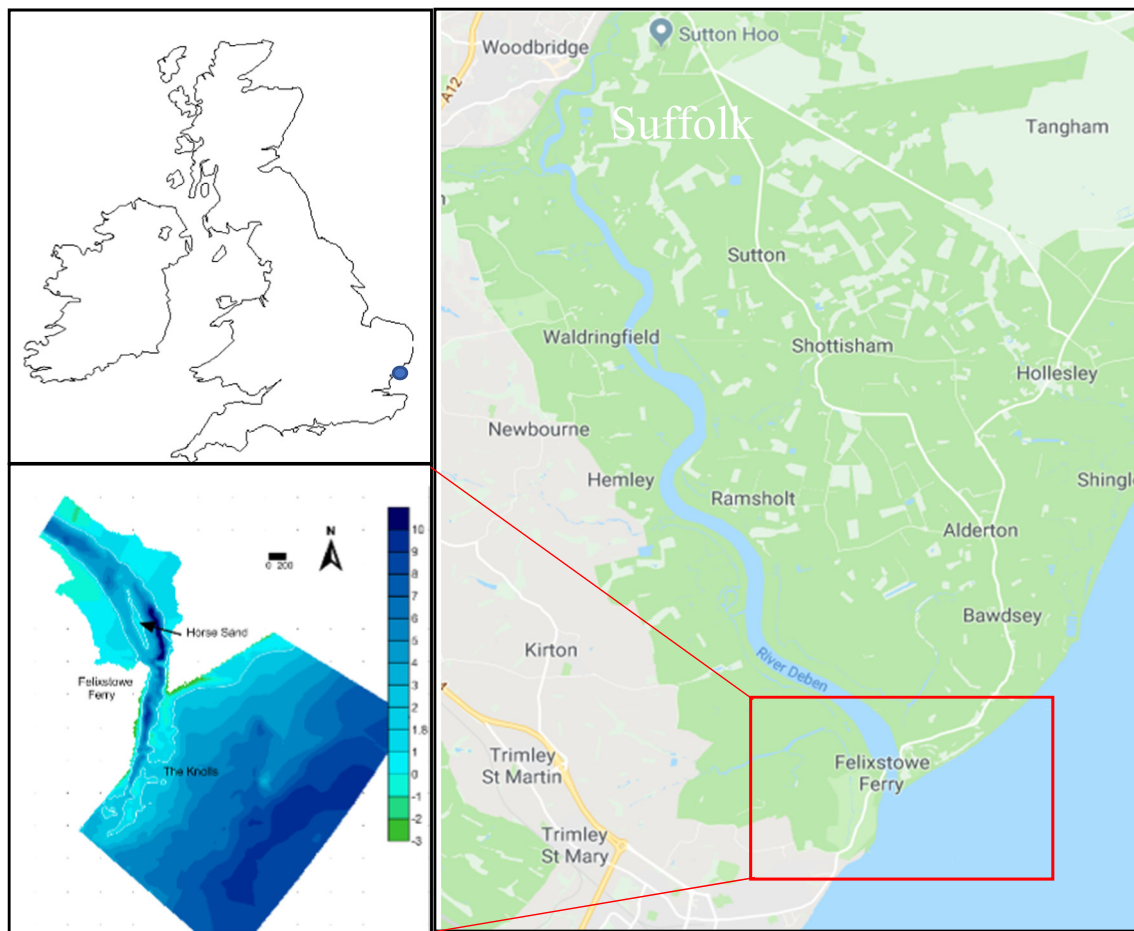 Woodbridge
Sutton Hoo
A12
Suffolk
Tangham
Sutton
Waldringfield
Shottisham
Hollesley
Newbourne
Hemley
Ramsholt
Shingle
Alderton
Bawdsey
Kirton
River Deben
Trimley
St Martin
Felixstowe
Ferry
Trimley
St Mary
N
0 200
Horse Sand
Felixstowe
Ferry
The Knolls
10
9
8
7
6
5
4
3
2
1.8
1
0
-1
-2
-3